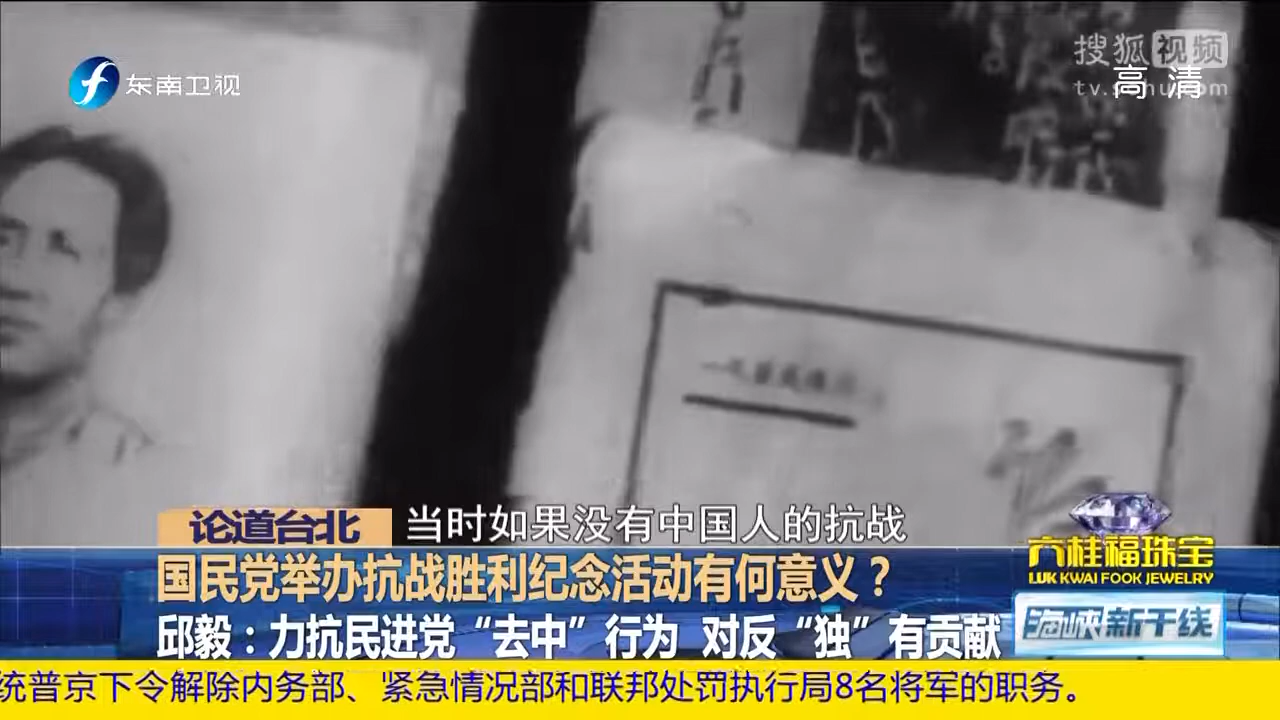 东南卫视
搜狐视频
tv.sohu.com
高清
论道台北
当时如果没有中国人的抗战
国民党举办抗战胜利纪念活动有何意义？
邱毅：力抗民进党“去中”行为 对反“独”有贡献
六桂福珠宝
LUK KWAI FOOK JEWELRY
海峡新干线
统普京下令解除内务部、紧急情况部和联邦处罚执行局8名将军的职务。